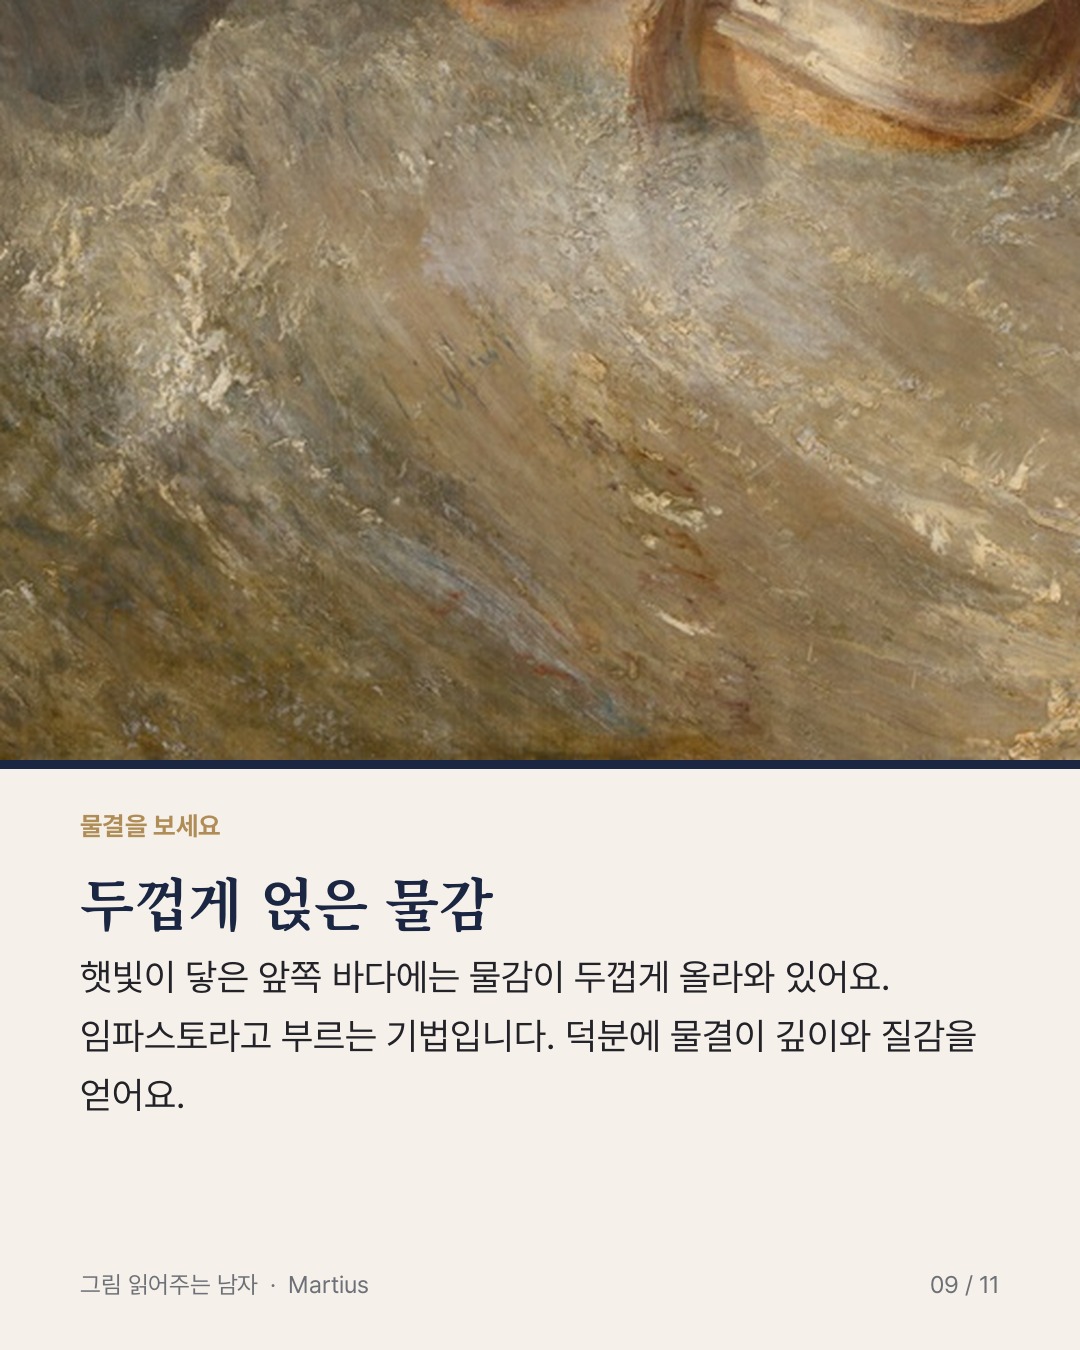 물결을 보세요
두껍게 얹은 물감
햇빛이 닿은 앞쪽 바다에는 물감이 두껍게 올라와 있어요.
임파스토라고 부르는 기법입니다. 덕분에 물결이 깊이와 질감을
얻어요.
그림 읽어주는 남자 · Martius
09 / 11